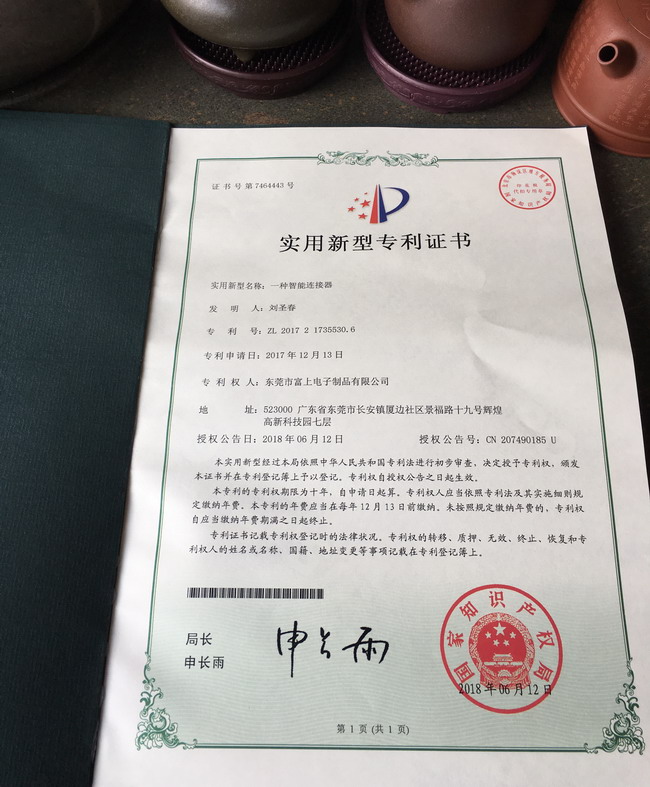 证书号第7464443号
实用新型专利证书
实用新型名称：一种智能连接器
发明人：刘圣春
专利号：ZL 2017 2 1735530.6
专利申请日：2017年12月13日
专利权人：东莞市富上电子制品有限公司
地址：523000 广东省东莞市长安镇厦边社区景福路十九号辉煌
高新科技园七层
授权公告日：2018年06月12日 授权公告号：CN 207490185 U
本实用新型经过本局依照中华人民共和国专利法进行初步审查，决定授予专利权，颁发
本证书并在专利登记簿上予以登记。专利权自授权公告之日起生效。
本专利的专利权期限为十年，自申请日起算。专利权人应当依照专利法及其实施细则规
定缴纳年费。本专利的年费应当在每年12月13日前缴纳。未按照规定缴纳年费的，专利权
自应当缴纳年费期满之日起终止。
专利证书记载专利权登记时的法律状况。专利权的转移、质押、无效、终止、恢复和专
利权人的姓名或名称、国籍、地址变更等事项记载在专利登记簿上。
局长
申长雨
申长雨
国家知识产权局
2018年06月12日
第1页(共1页)